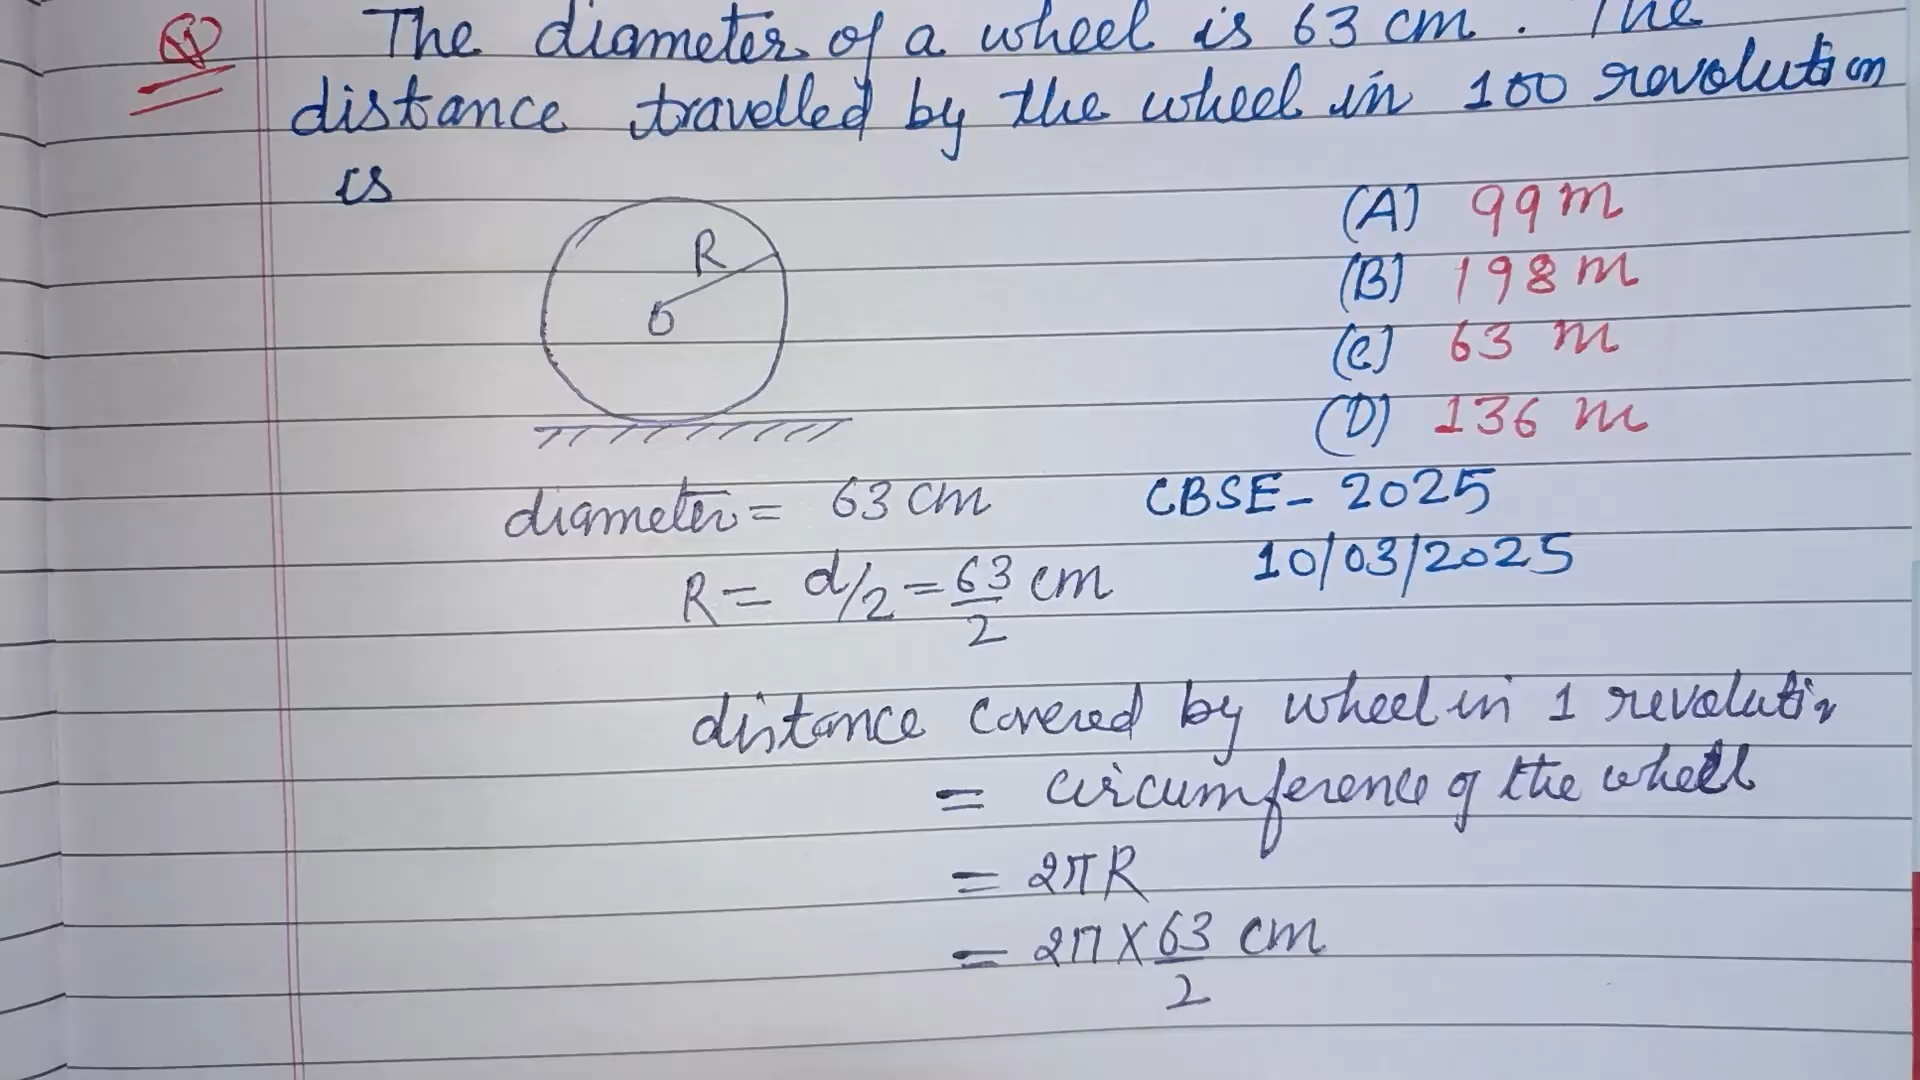 Q
The diameter of a wheel is 63 cm. The
distance travelled by the wheel in 100 revolution
is
R
O
(A) 99 m
(B) 198 m
(C) 63 m
(D) 136 m
diameter = 63 cm
CBSE- 2025
R = d/2 = 63/2 cm
10/03/2025
distance covered by wheel in 1 revolution
= circumference of the wheel
= 2πR
= 2π × 63/2 cm